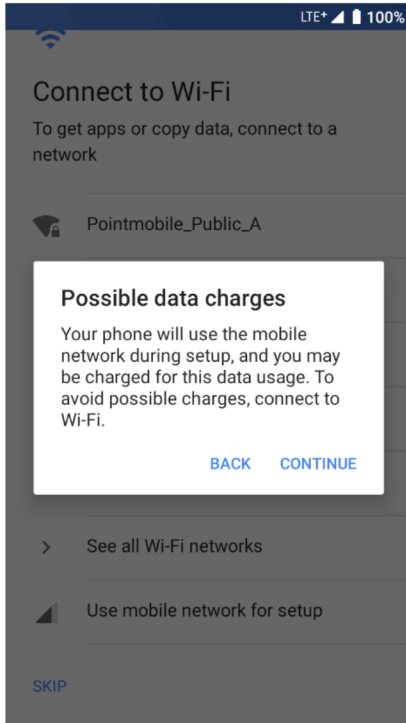 LTE+ 100%
Connect to Wi-Fi
To get apps or copy data, connect to a
network
Pointmobile_Public_A
Possible data charges
Your phone will use the mobile
network during setup, and you may
be charged for this data usage. To
avoid possible charges, connect to
Wi-Fi.
BACK CONTINUE
See all Wi-Fi networks
Use mobile network for setup
SKIP